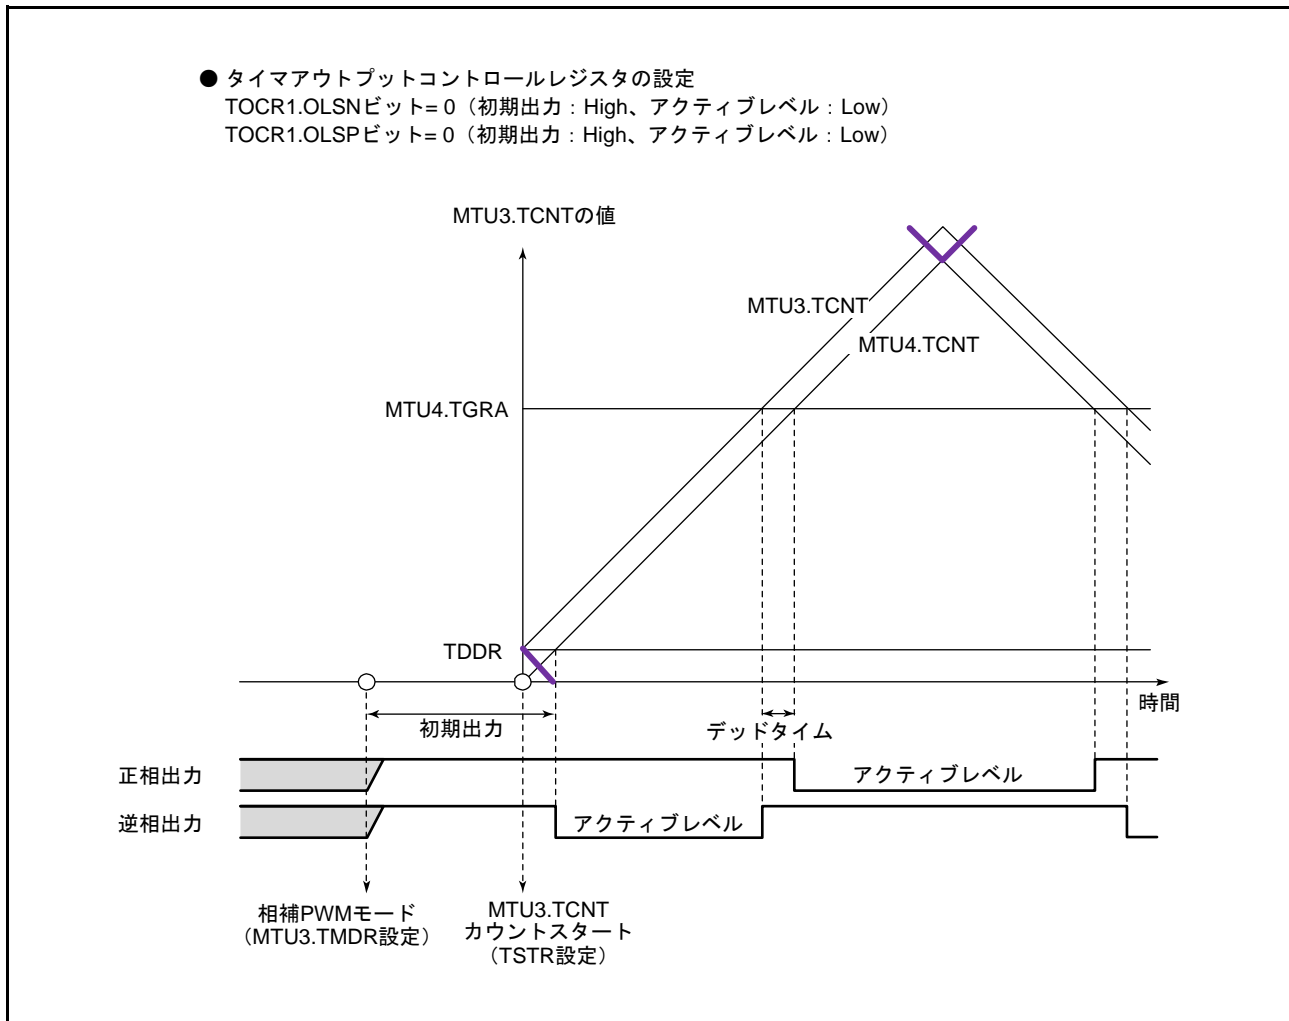 ● タイマアウトプットコントロールレジスタの設定
TOCR1.OLSNビット= 0（初期出力：High、アクティブレベル：Low）
TOCR1.OLSPビット= 0（初期出力：High、アクティブレベル：Low）
MTU3.TCNTの値
MTU3.TCNT
MTU4.TCNT
MTU4.TGRA
TDDR
時間
初期出力
デッドタイム
正相出力
アクティブレベル
逆相出力
アクティブレベル
相補PWMモード
（MTU3.TMDR設定）
MTU3.TCNT
カウントスタート
（TSTR設定）